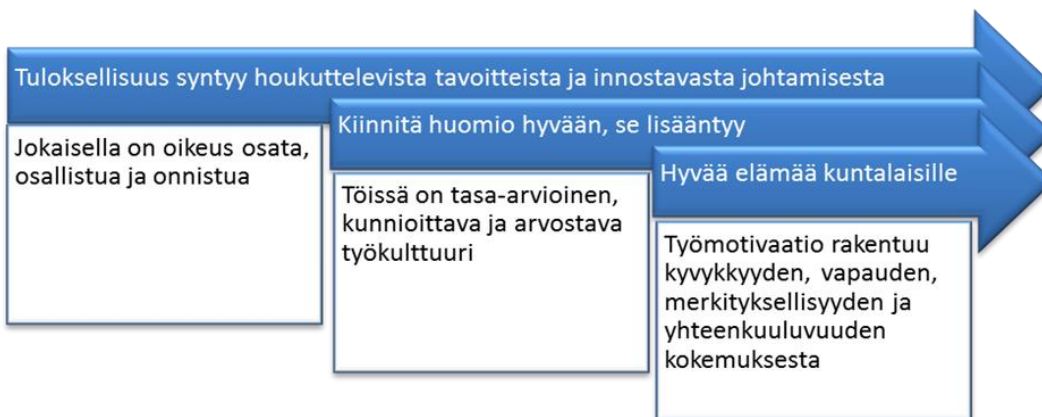 Tuloksellisuus syntyy houkuttelevista tavoitteista ja innostavasta johtamisesta
Jokaisella on oikeus osata,
osallistua ja onnistua
Kiinnitä huomio hyvään, se lisääntyy
Töissä on tasa-arvioinen,
kunnioittava ja arvostava
työkulttuuri
Hyvää elämää kuntalaisille
Työmotivaatio rakentuu
kyvykkyyden, vapauden,
merkityksellisyyden ja
yhteenkuuluvuuden
kokemuksesta